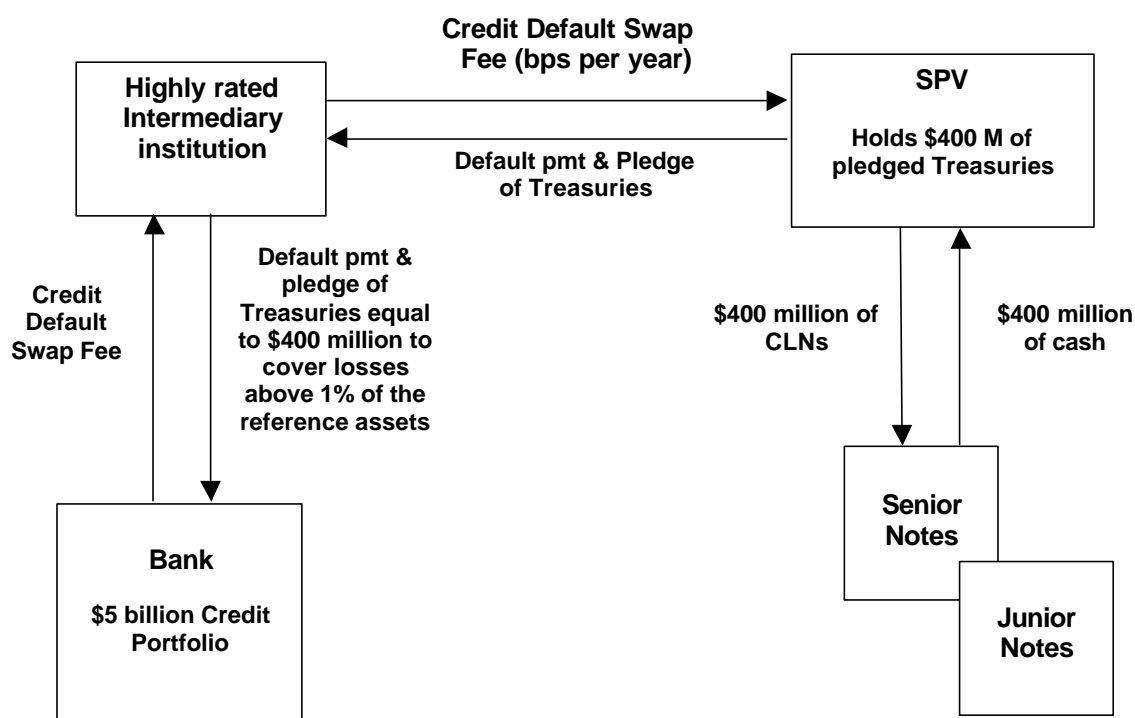 Credit Default Swap
Fee (bps per year)
Highly rated
Intermediary
institution
SPV
Holds $400 M of
pledged Treasuries
Default pmt & Pledge
of Treasuries
Credit
Default
Swap Fee
Default pmt &
pledge of
Treasuries equal
to $400 million to
cover losses
above 1% of the
reference assets
$400 million of
CLNs
$400 million
of cash
Bank
$5 billion Credit
Portfolio
Senior
Notes
Junior
Notes